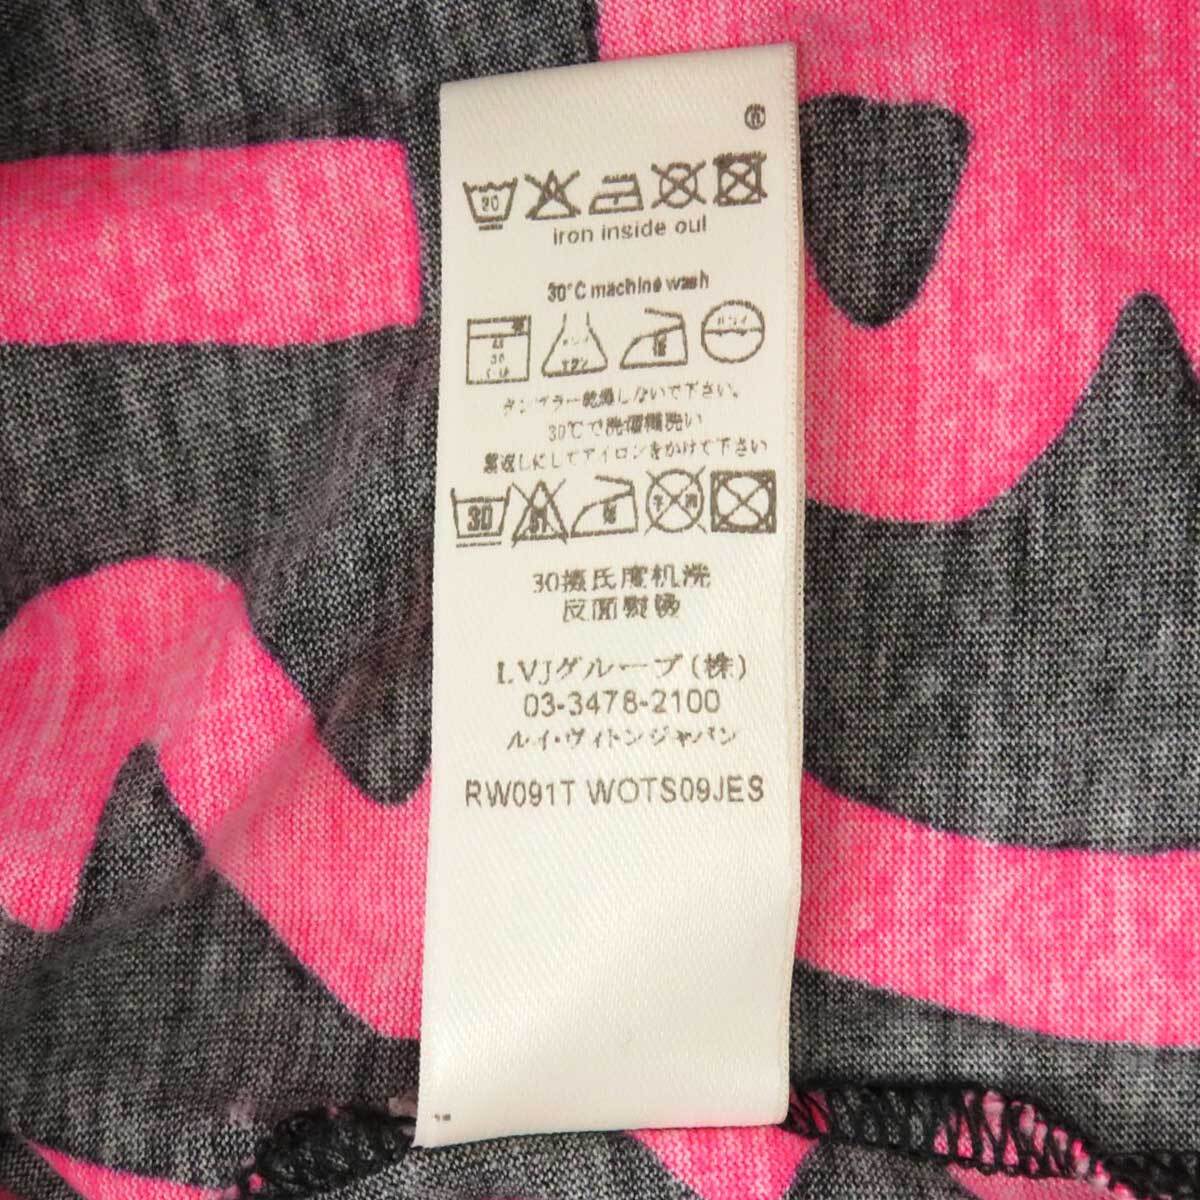 30
iron inside out
30°C machine wash
タンブラー乾燥しないで下さい。
30℃で洗濯機洗い
裏返しにしてアイロンをかけて下さい
30
30摄氏度机洗
反面熨烫
LVJグループ(株)
03-3478-2100
ルイ・ヴィトンジャパン
RW091T WOTS09JES